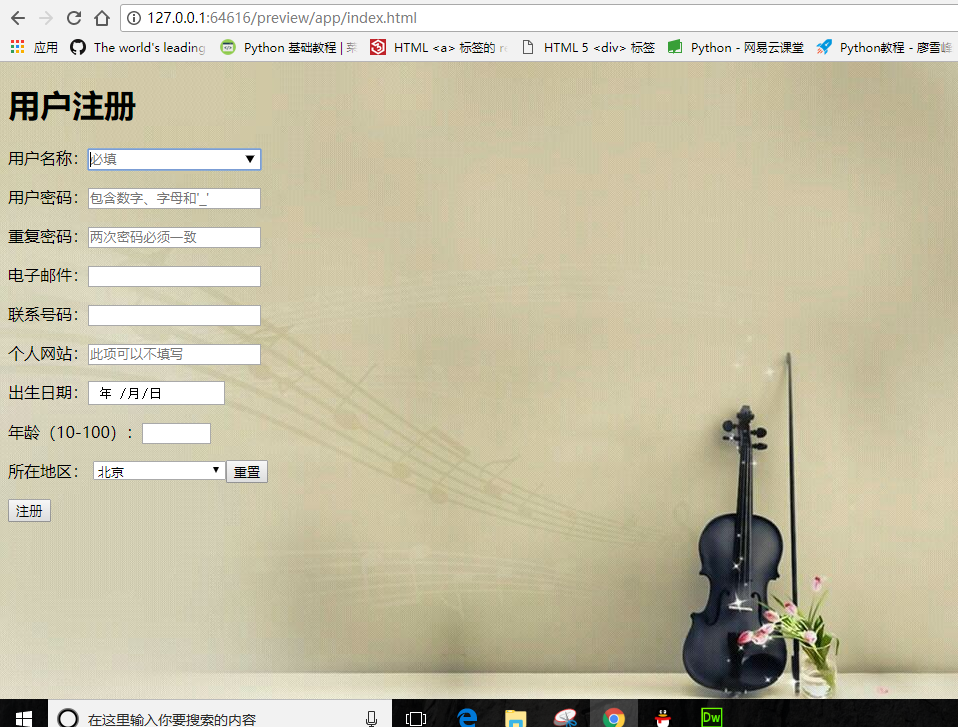 127.0.0.1:64616/preview/app/index.html
应用 The world's leading Python 基础教程 | 菜 HTML <a> 标签的 HTML 5 <div> 标签 Python - 网易云课堂 Python教程 - 廖雪峰
用户注册
用户名称： 必填
用户密码： 包含数字、字母和'_'
重复密码： 两次密码必须一致
电子邮件：
联系号码：
个人网站： 此项可以不填写
出生日期： 年 /月/日
年龄（10-100）：
所在地区： 北京 重置
注册
在这里输入你要搜索的内容
Dw